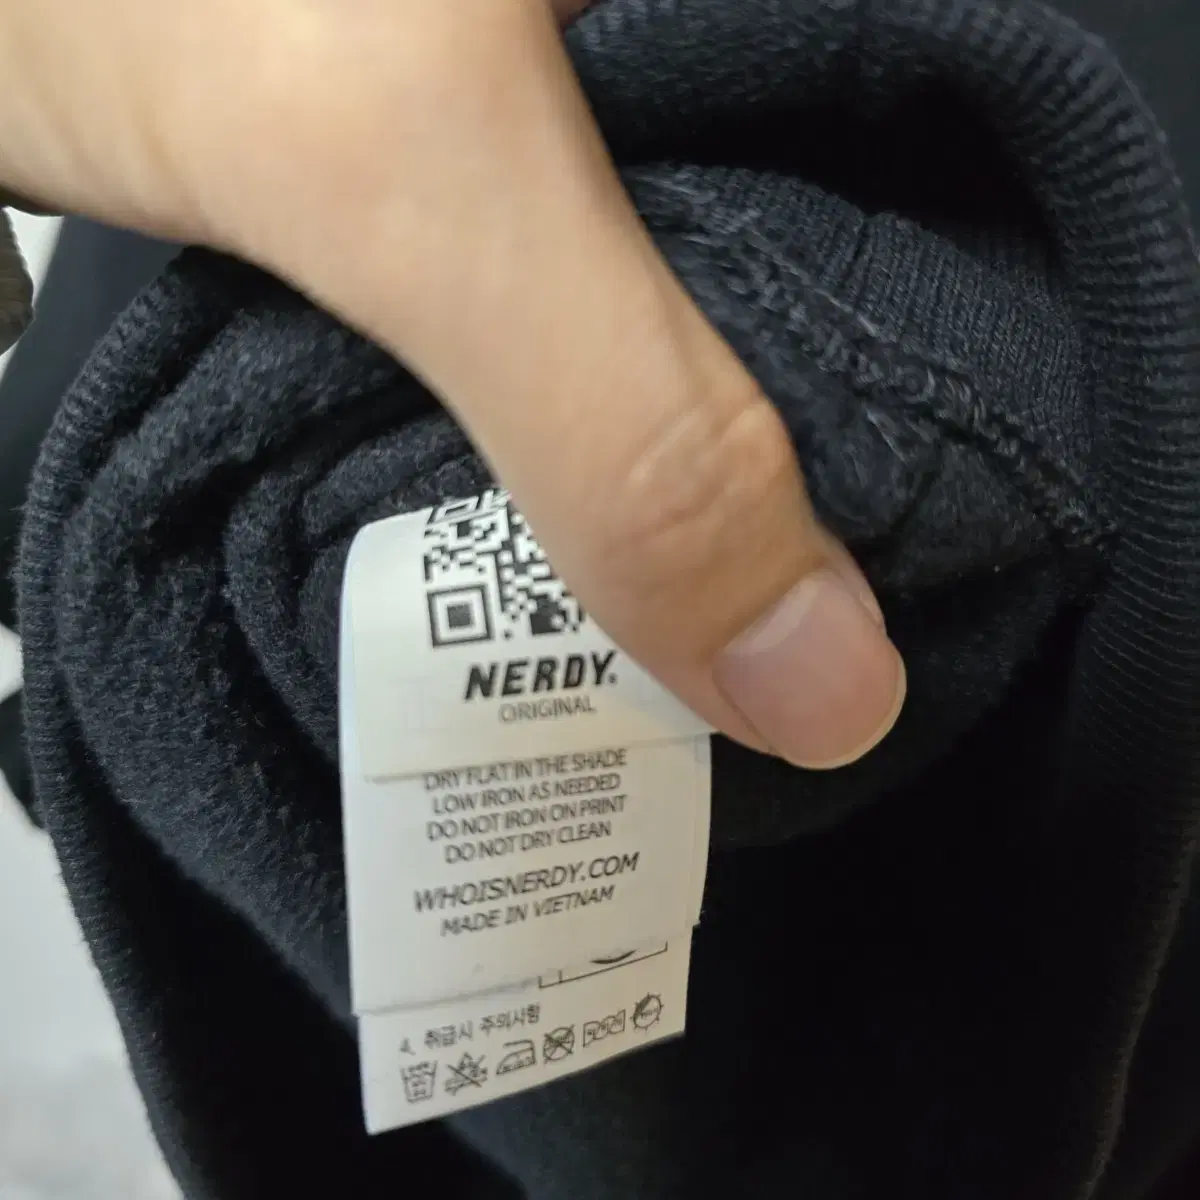 NERDY®
ORIGINAL
DRY FLAT IN THE SHADE
LOW IRON AS NEEDED
DO NOT IRON ON PRINT
DO NOT DRY CLEAN
WHOISNERDY.COM
MADE IN VIETNAM
4. 취급시 주의사항